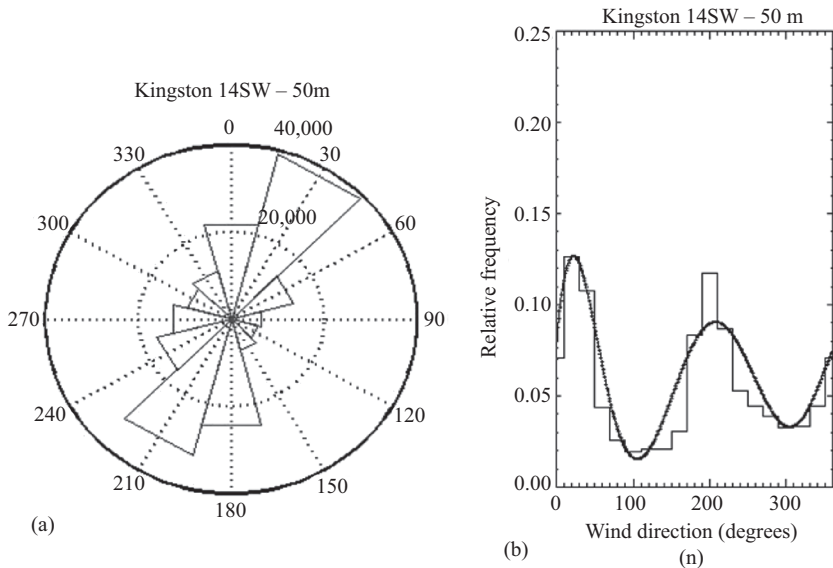 Kingston 14SW – 50m
0
40,000
330
30
20,000
300
60
270
90
240
120
210
150
180
(a)
Kingston 14SW – 50 m
0.25
0.20
0.15
0.10
0.05
0.00
Relative frequency
0 100 200 300
Wind direction (degrees)
(b)
(n)